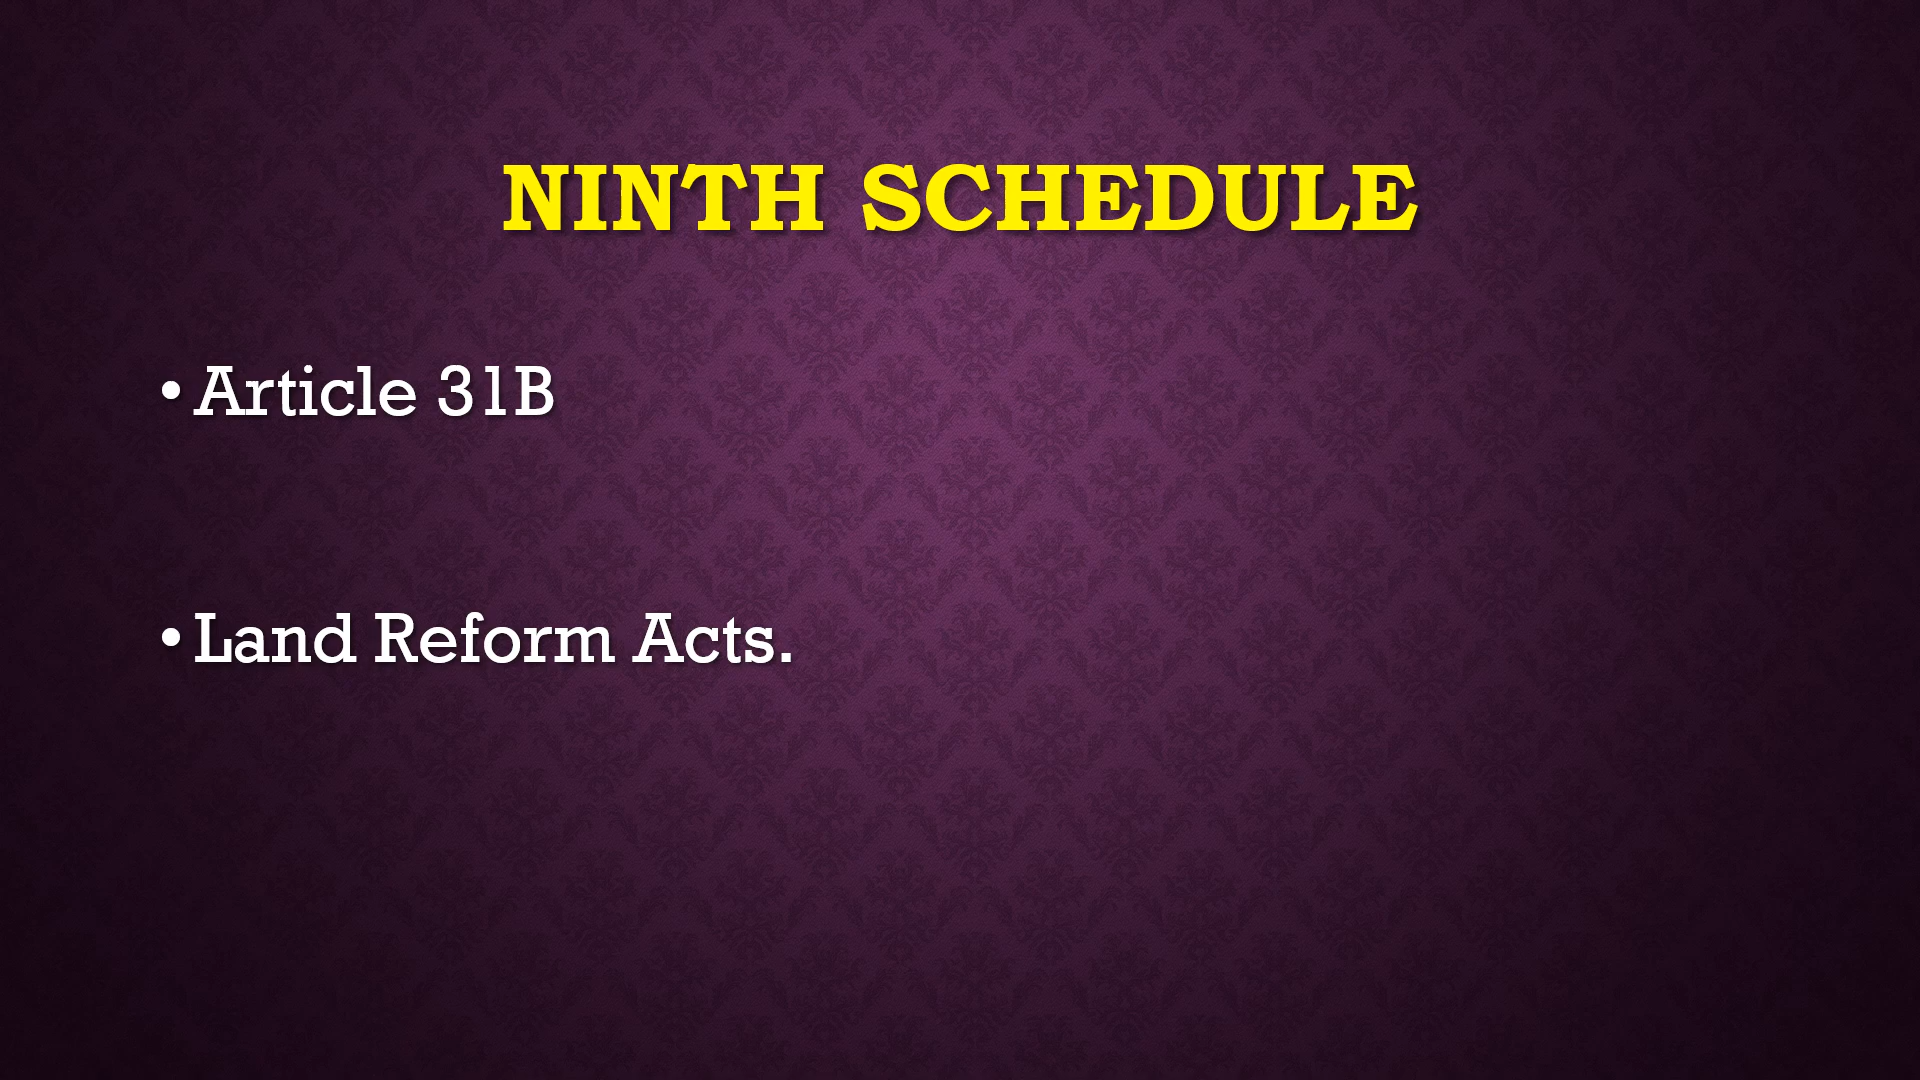 NINTH SCHEDULE
• Article 31B
• Land Reform Acts.